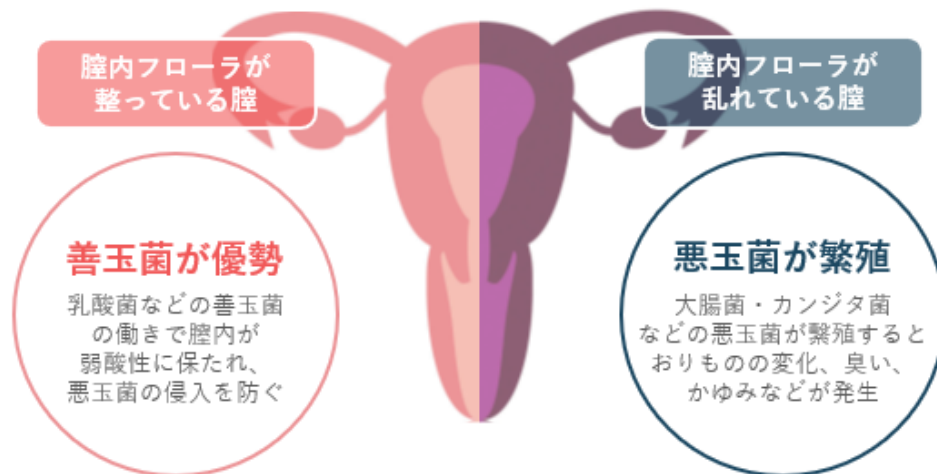 膣内フローラが
整っている膣
善玉菌が優勢
乳酸菌などの善玉菌
の働きで膣内が
弱酸性に保たれ、
悪玉菌の侵入を防ぐ
膣内フローラが
乱れている膣
悪玉菌が繁殖
大腸菌・カンジタ菌
などの悪玉菌が繁殖すると
おりものの変化、臭い、
かゆみなどが発生